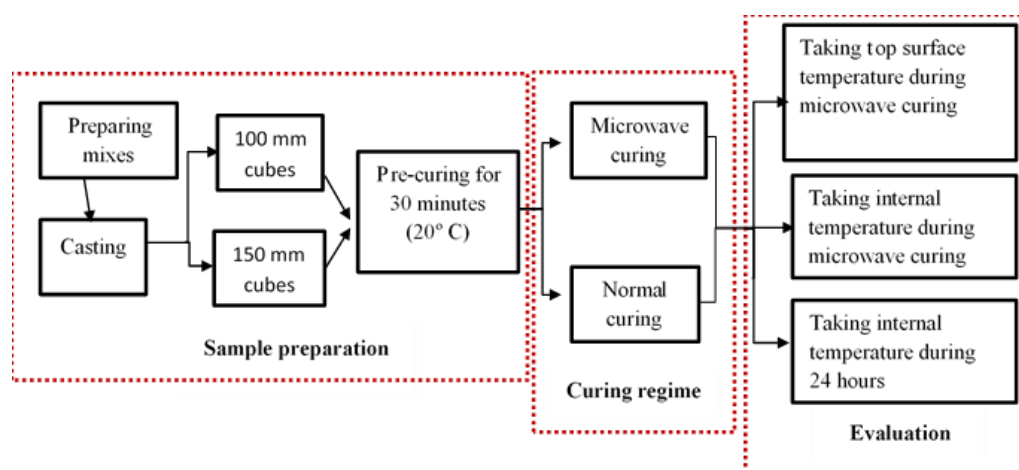 Preparing
mixes
Casting
100 mm
cubes
150 mm
cubes
Pre-curing for
30 minutes
(20° C)
Sample preparation
Microwave
curing
Normal
curing
Curing regime
Taking top surface
temperature during
microwave curing
Taking internal
temperature during
microwave curing
Taking internal
temperature during
24 hours
Evaluation